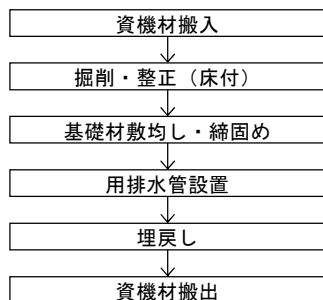 資機材搬入
掘削・整正（床付）
基礎材敷均し・締固め
用排水管設置
埋戻し
資機材搬出